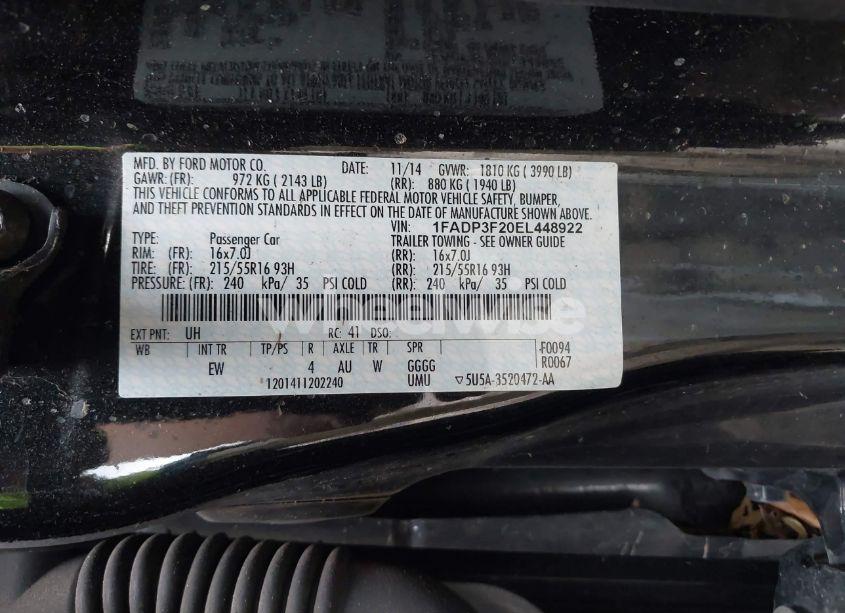 MFD. BY FORD MOTOR CO. DATE: 11/14 GVWR: 1810 KG ( 3990 LB)
GAWR: (FR): 972 KG ( 2143 LB) (RR): 880 KG ( 1940 LB)
THIS VEHICLE CONFORMS TO ALL APPLICABLE FEDERAL MOTOR VEHICLE SAFETY, BUMPER,
AND THEFT PREVENTION STANDARDS IN EFFECT ON THE DATE OF MANUFACTURE SHOWN ABOVE.
VIN: 1FADP3F20EL448922
TYPE: Passenger Car TRAILER TOWING - SEE OWNER GUIDE
RIM: (FR): 16x7.0J (RR): 16x7.0J
TIRE: (FR): 215/55R16 93H (RR): 215/55R16 93H
PRESSURE: (FR): 240 kPa/ 35 PSI COLD (RR): 240 kPa/ 35 PSI COLD
wheelwise
EXT PNT: UH RC: 41 DSO:
WB INT TR TP/PS R AXLE TR SPR F0094
EW 4 AU W GGGG R0067
1201411202240 UMU ▽5U5A-3520472-AA